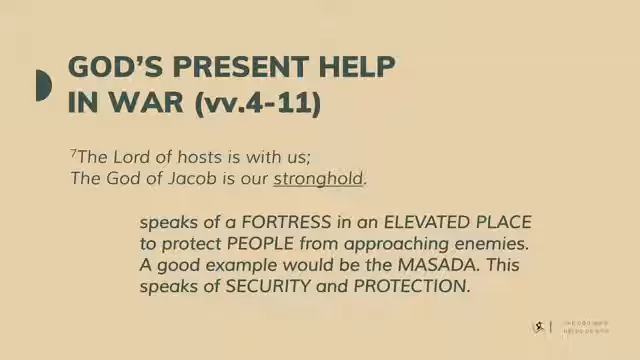 GOD’S PRESENT HELP
IN WAR (vv.4-11)
⁷The Lord of hosts is with us;
The God of Jacob is our stronghold.
speaks of a FORTRESS in an ELEVATED PLACE
to protect PEOPLE from approaching enemies.
A good example would be the MASADA. This
speaks of SECURITY and PROTECTION.